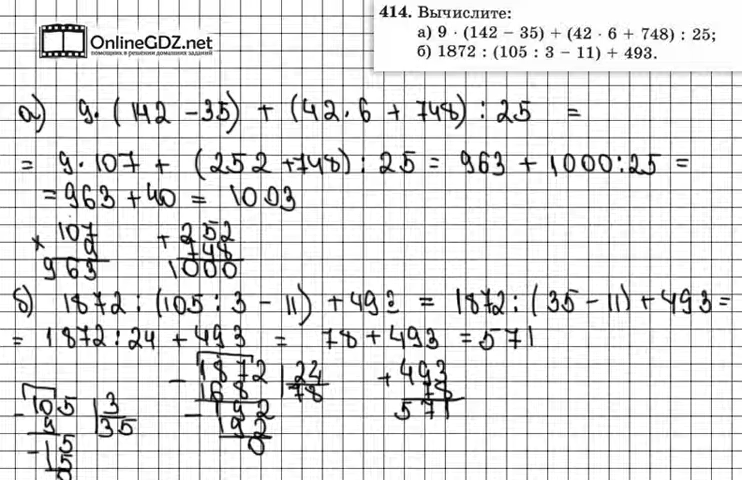 OnlineGDZ.net
помощник в решении домашних заданий
414. Вычислите:
а) 9 · (142 − 35) + (42 · 6 + 748) : 25;
б) 1872 : (105 : 3 − 11) + 493.
а) 9·(142 − 35) + (42·6 + 748) : 25 =
= 9·107 + (252 + 748) : 25 = 963 + 1000:25 =
= 963 + 40 = 1003
× 107 + 252
9 748
963 1000
б) 1872 : (105 : 3 − 11) + 493 = 1872 : (35 − 11) + 493 =
= 1872 : 24 + 493 = 78 + 493 = 571
− 1872 24 + 493
168 78 78
− 105 3 − 192 571
9 35 192
− 15 0
15
0